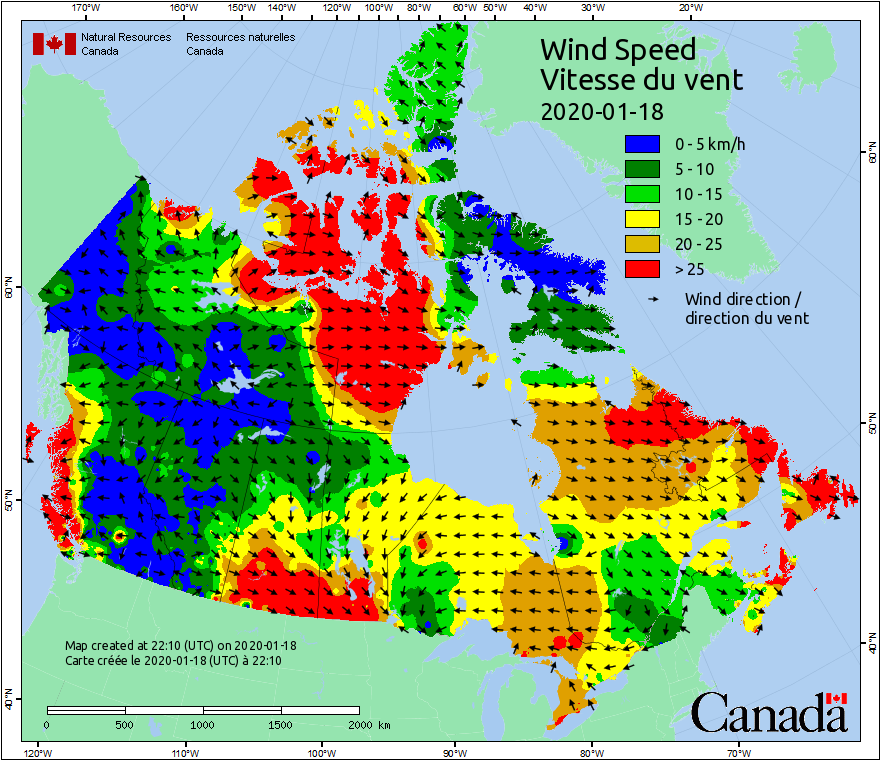 170°W 160°W 150°W 140°W 120°W 100°W 80°W 60°W 50°W 40°W 30°W 20°W
Natural Resources Ressources naturelles
Canada Canada
Wind Speed
Vitesse du vent
2020-01-18
0 - 5 km/h
5 - 10
10 - 15
15 - 20
20 - 25
> 25
Wind direction /
direction du vent
60°N
60°N
50°N
50°N
40°N
40°N
Map created at 22:10 (UTC) on 2020-01-18
Carte créée le 2020-01-18 (UTC) à 22:10
0 500 1000 1500 2000 km
Canada
120°W 110°W 100°W 90°W 80°W 70°W